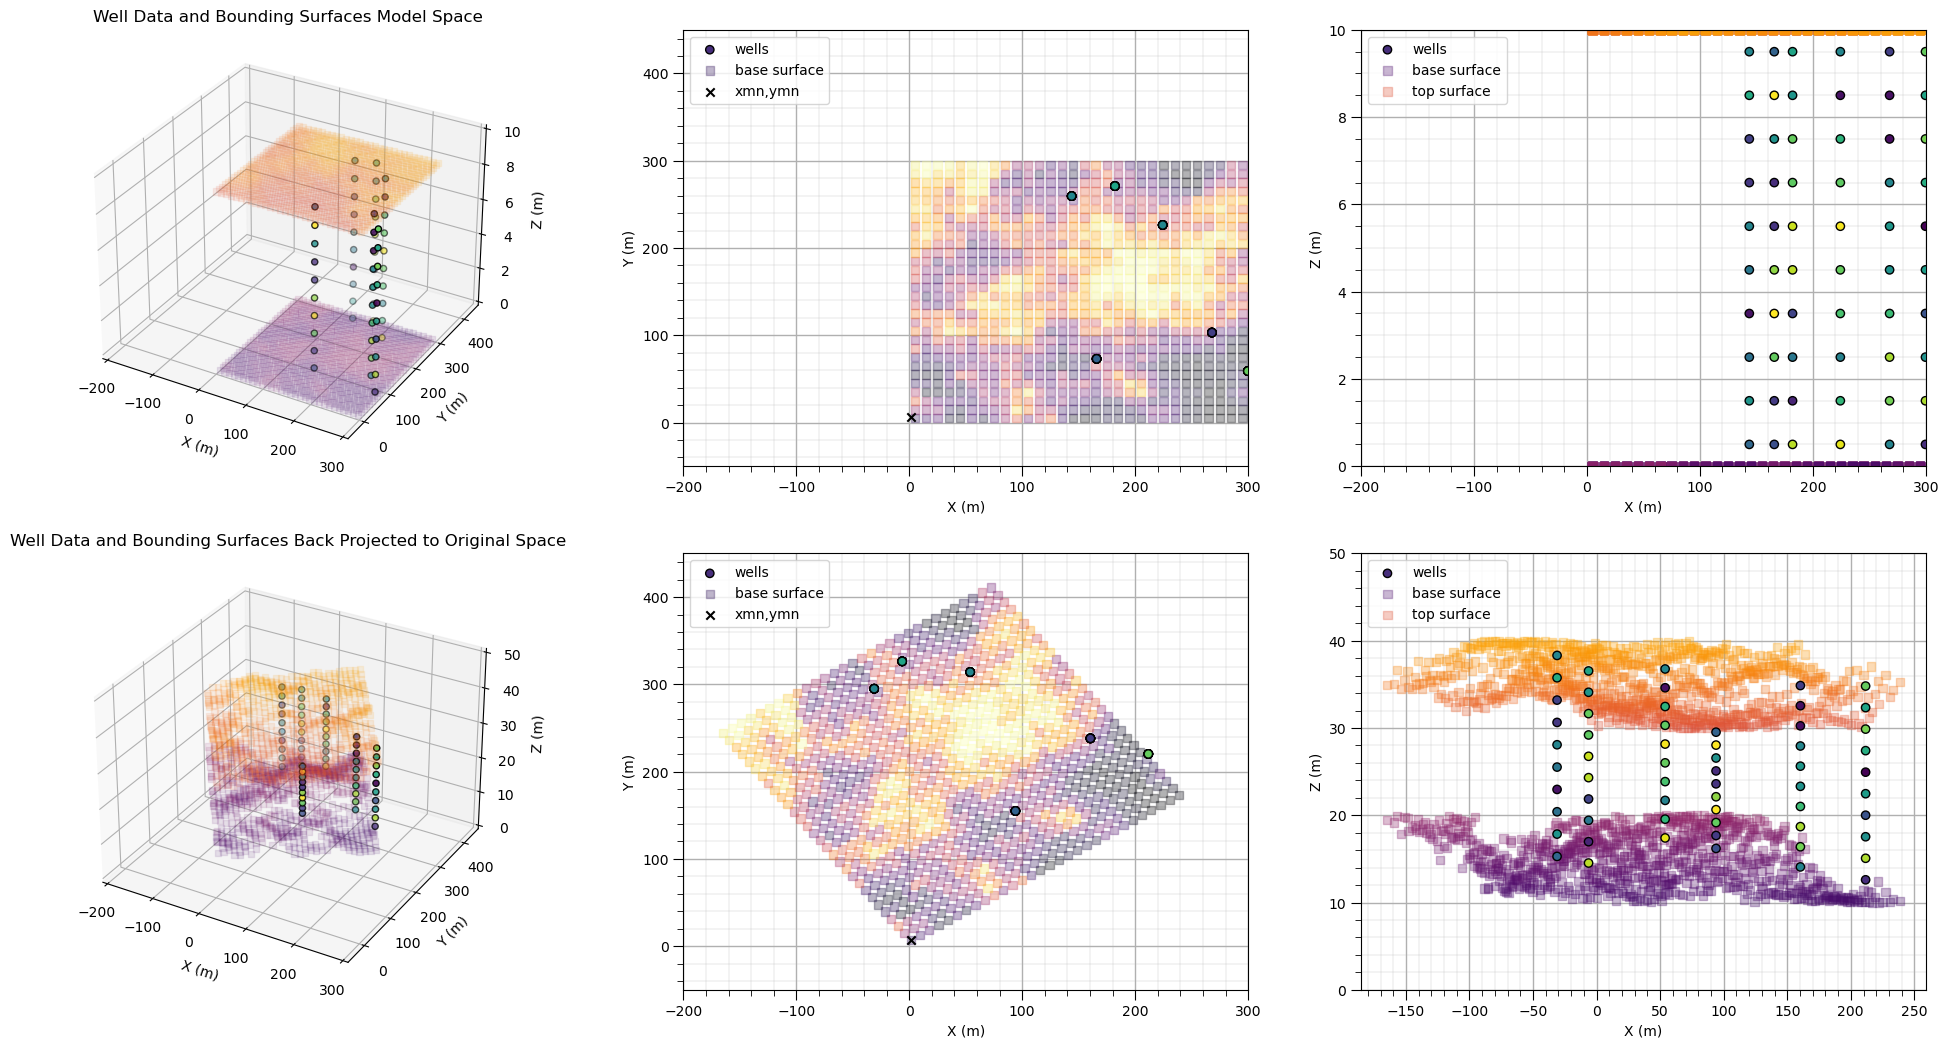 Well Data and Bounding Surfaces Model Space
10
8
6
4
2
0
Z (m)
400
300
200
100
0
Y (m)
−200
−100
0
100
200
300
X (m)
wells
base surface
xmn,ymn
400
300
200
100
0
Y (m)
−200
−100
0
100
200
300
X (m)
wells
base surface
top surface
10
8
6
4
2
0
Z (m)
−200
−100
0
100
200
300
X (m)
Well Data and Bounding Surfaces Back Projected to Original Space
50
40
30
20
10
0
Z (m)
400
300
200
100
0
Y (m)
−200
−100
0
100
200
300
X (m)
wells
base surface
xmn,ymn
400
300
200
100
0
Y (m)
−200
−100
0
100
200
300
X (m)
wells
base surface
top surface
50
40
30
20
10
0
Z (m)
−150
−100
−50
0
50
100
150
200
250
X (m)